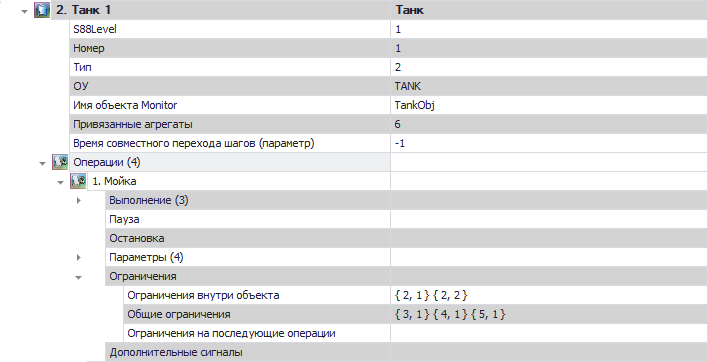 2. Танк 1 Танк
S88Level 1
Номер 1
Тип 2
ОУ TANK
Имя объекта Monitor TankObj
Привязанные агрегаты 6
Время совместного перехода шагов (параметр) -1
Операции (4)
1. Мойка
Выполнение (3)
Пауза
Остановка
Параметры (4)
Ограничения
Ограничения внутри объекта { 2, 1 } { 2, 2 }
Общие ограничения { 3, 1 } { 4, 1 } { 5, 1 }
Ограничения на последующие операции
Дополнительные сигналы